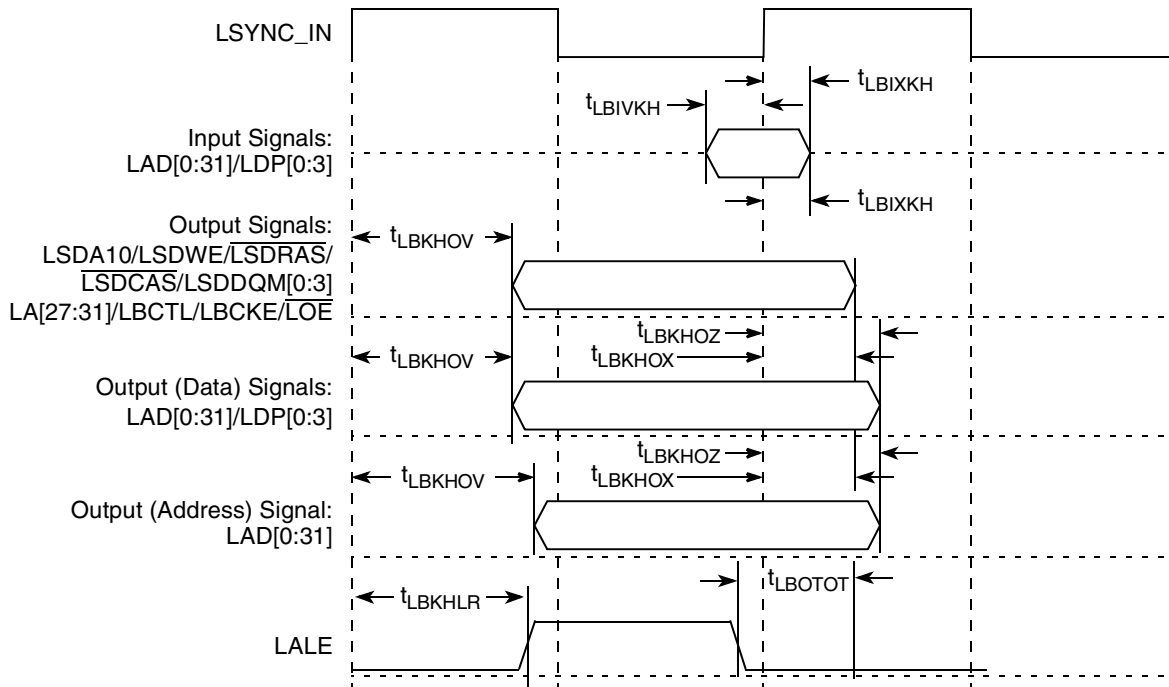 LSYNC_IN
tLBIXKH
tLBIVKH
Input Signals:
LAD[0:31]/LDP[0:3]
tLBIXKH
Output Signals:
tLBKHOV
LSDA10/LSDWE/LSDRAS/
LSDCAS/LSDDQM[0:3]
LA[27:31]/LBCTL/LBCKE/LOE
tLBKHOZ
tLBKHOV
tLBKHOX
Output (Data) Signals:
LAD[0:31]/LDP[0:3]
tLBKHOZ
tLBKHOV
tLBKHOX
Output (Address) Signal:
LAD[0:31]
tLBOTOT
tLBKHLR
LALE